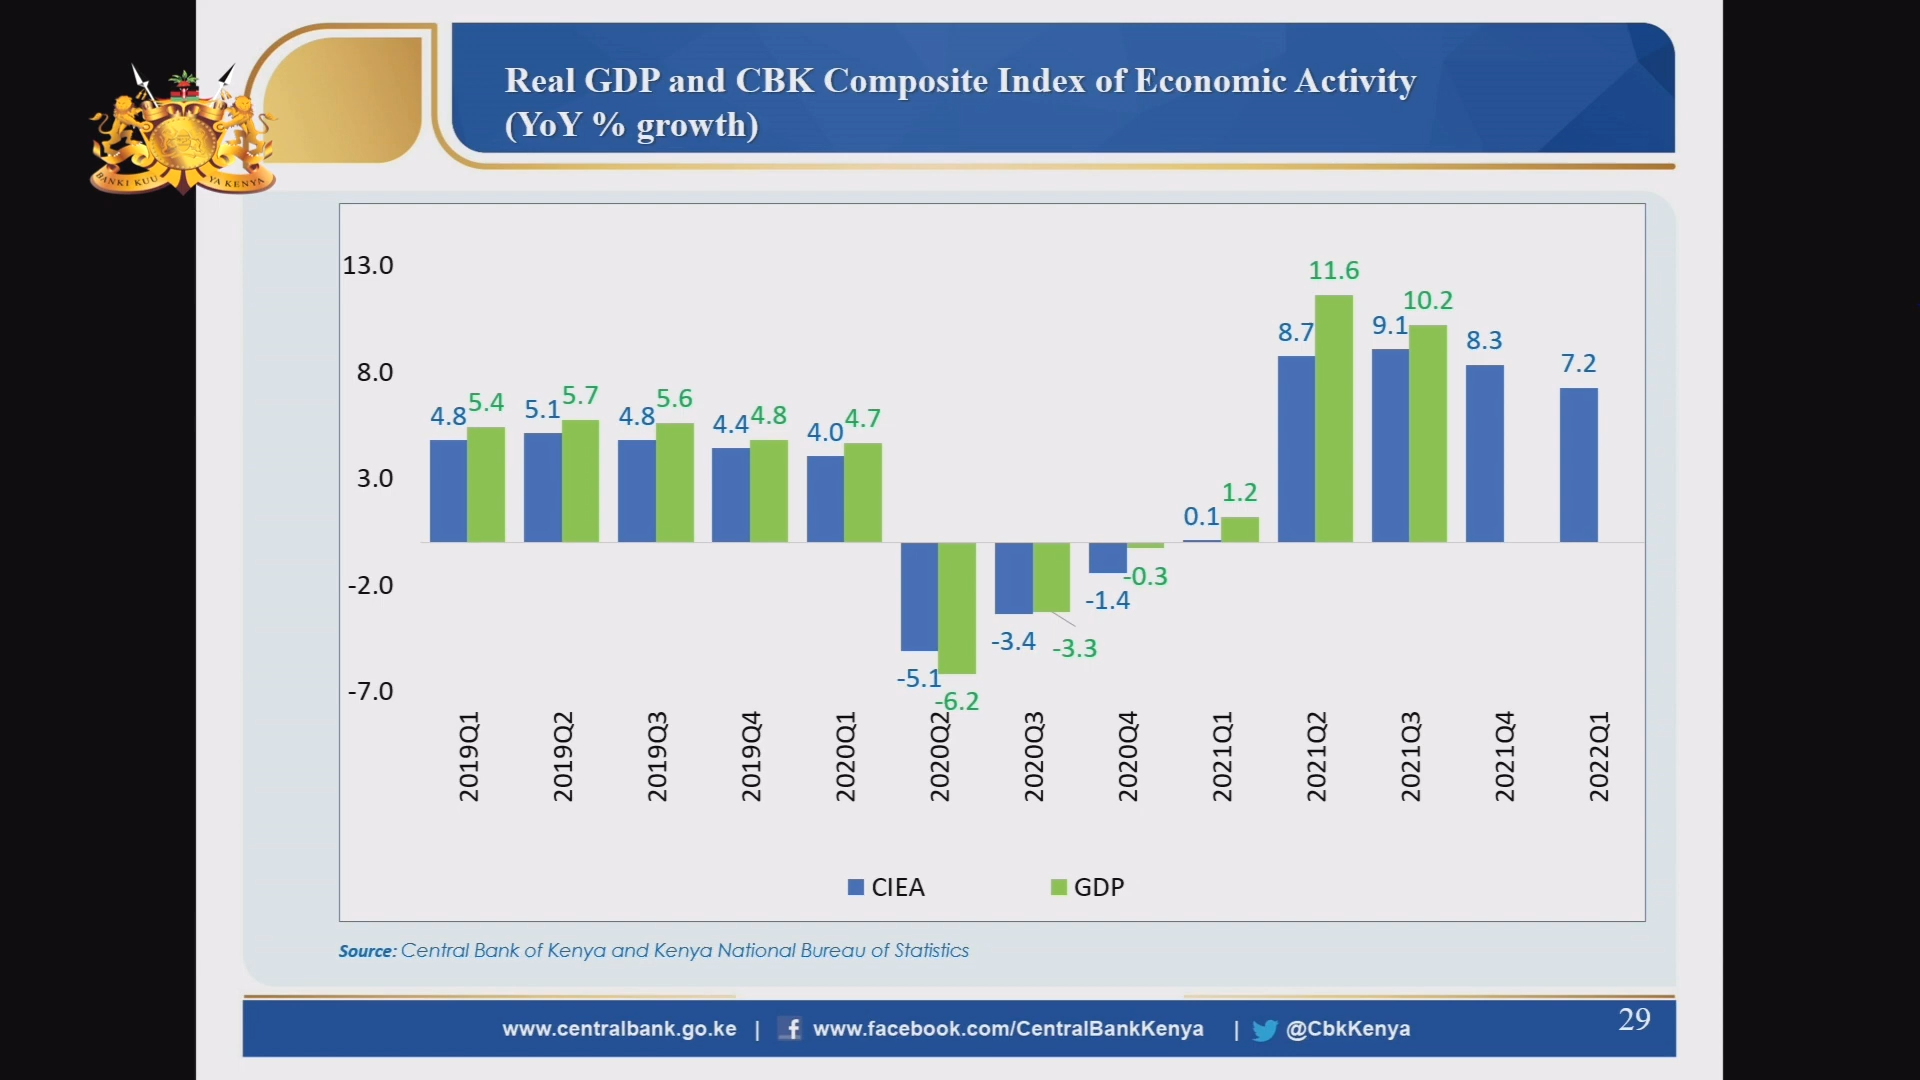 Real GDP and CBK Composite Index of Economic Activity
(YoY % growth)
BANKI KUU YA KENYA
13.0
8.0
3.0
-2.0
-7.0
4.8 5.4 5.1 5.7 4.8 5.6 4.4 4.8 4.0 4.7 -5.1 -6.2 -3.4 -3.3 -1.4 -0.3 0.1 1.2 8.7 11.6 9.1 10.2 8.3 7.2
2019Q1 2019Q2 2019Q3 2019Q4 2020Q1 2020Q2 2020Q3 2020Q4 2021Q1 2021Q2 2021Q3 2021Q4 2022Q1
CIEA GDP
Source: Central Bank of Kenya and Kenya National Bureau of Statistics
www.centralbank.go.ke | f www.facebook.com/CentralBankKenya | @CbkKenya
29